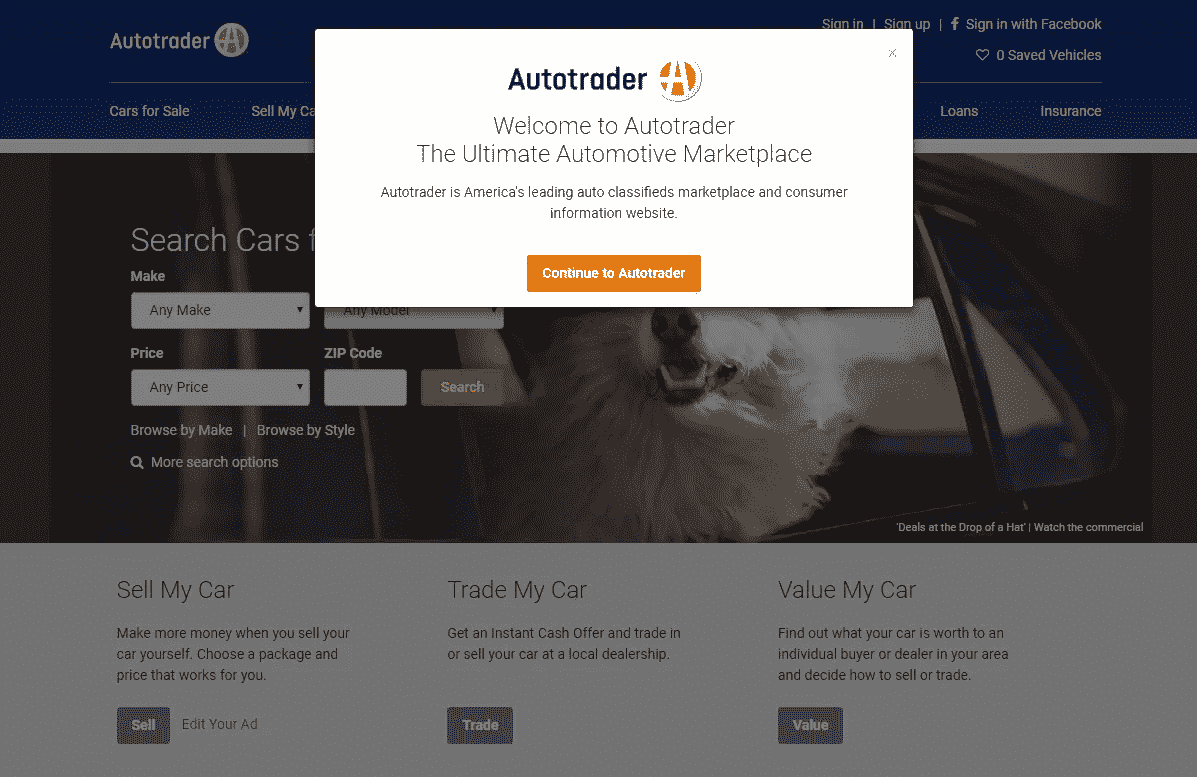 Autotrader
Sign in | Sign up | Sign in with Facebook
0 Saved Vehicles
Cars for Sale
Sell My Ca
Loans
Insurance
Autotrader
Welcome to Autotrader
The Ultimate Automotive Marketplace
Autotrader is America's leading auto classifieds marketplace and consumer
information website.
Continue to Autotrader
Search Cars f
Make
Any Make
Any Model
Price
ZIP Code
Any Price
Search
Browse by Make | Browse by Style
More search options
'Deals at the Drop of a Hat' | Watch the commercial
Sell My Car
Make more money when you sell your
car yourself. Choose a package and
price that works for you.
Sell
Edit Your Ad
Trade My Car
Get an Instant Cash Offer and trade in
or sell your car at a local dealership.
Trade
Value My Car
Find out what your car is worth to an
individual buyer or dealer in your area
and decide how to sell or trade.
Value